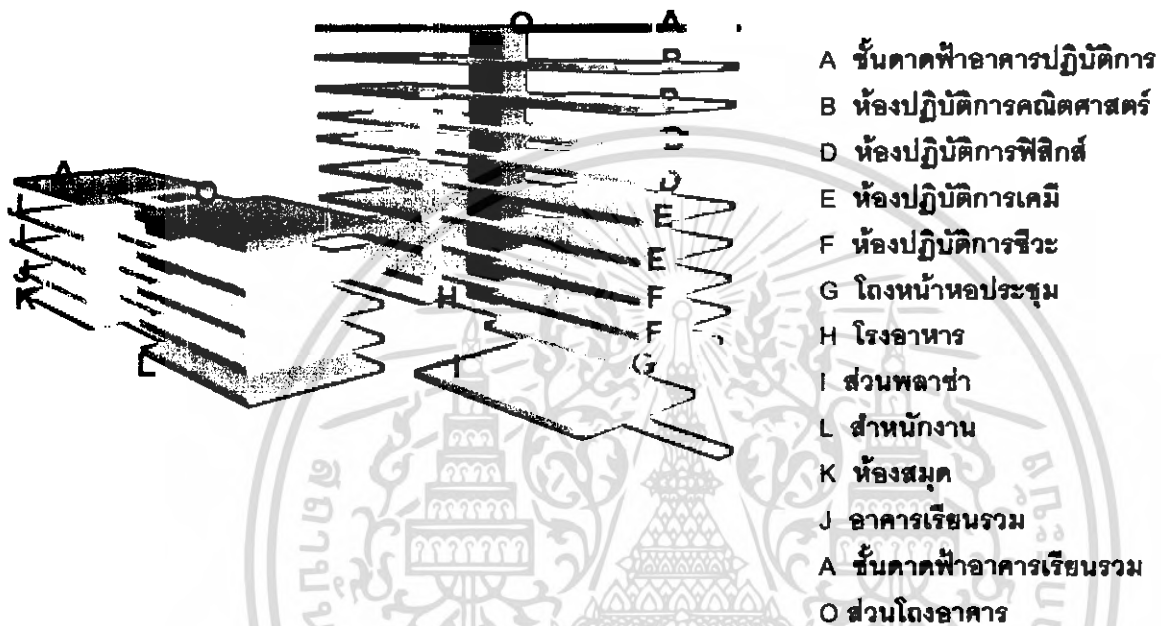 O
A
B
B
D
D
E
E
F
F
G
H
I
A
O
J
J
J
K
L
A ชั้นดาดฟ้าอาคารปฏิบัติการ
B ห้องปฏิบัติการคณิตศาสตร์
D ห้องปฏิบัติการฟิสิกส์
E ห้องปฏิบัติการเคมี
F ห้องปฏิบัติการชีวะ
G โถงหน้าหอประชุม
H โรงอาหาร
I ส่วนพลาซ่า
L สำหนักงาน
K ห้องสมุด
J อาคารเรียนรวม
A ชั้นดาดฟ้าอาคารเรียนรวม
O ส่วนโถงอาคาร